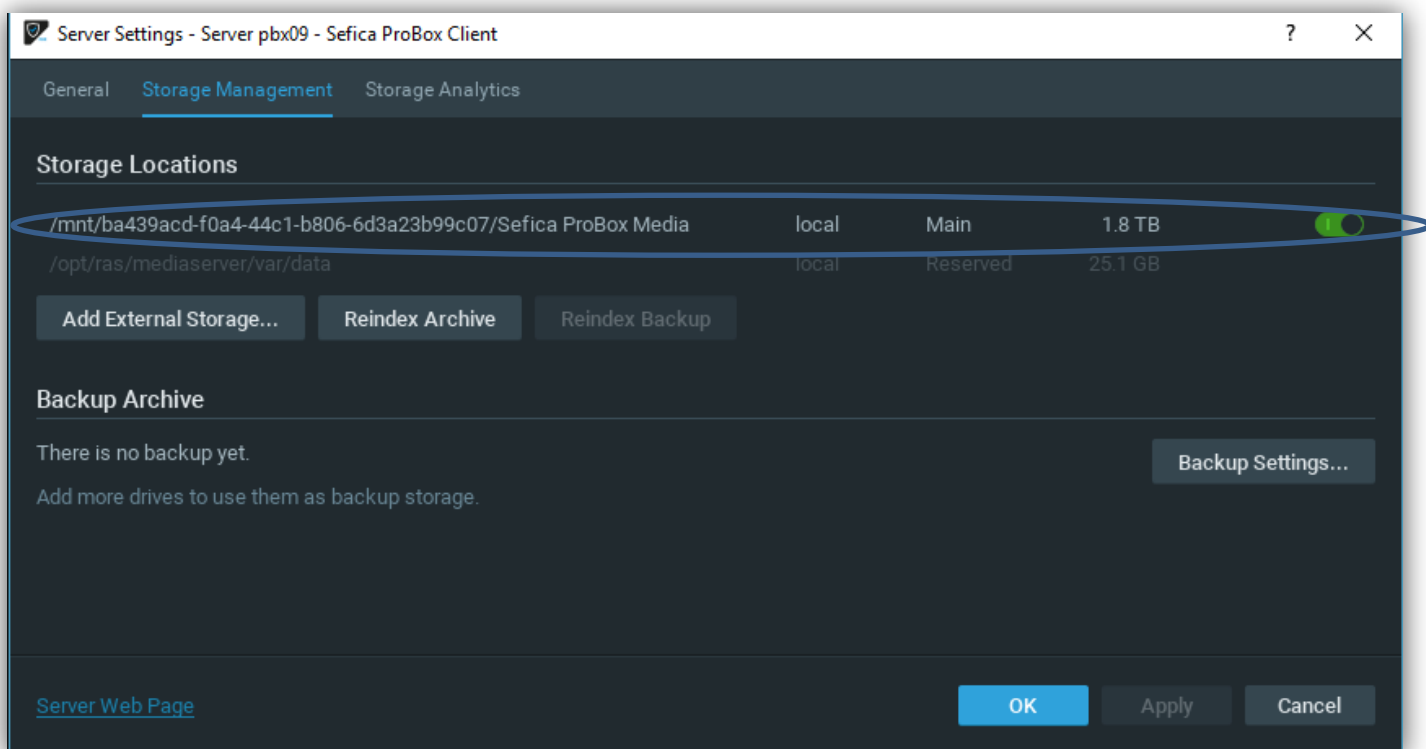 Server Settings - Server pbx09 - Sefica ProBox Client ?
General Storage Management Storage Analytics
Storage Locations
/mnt/ba439acd-f0a4-44c1-b806-6d3a23b99c07/Sefica ProBox Media local Main 1.8 TB
/opt/ras/mediaserver/var/data local Reserved 25.1 GB
Add External Storage... Reindex Archive Reindex Backup
Backup Archive
There is no backup yet.
Backup Settings...
Add more drives to use them as backup storage.
Server Web Page OK Apply Cancel